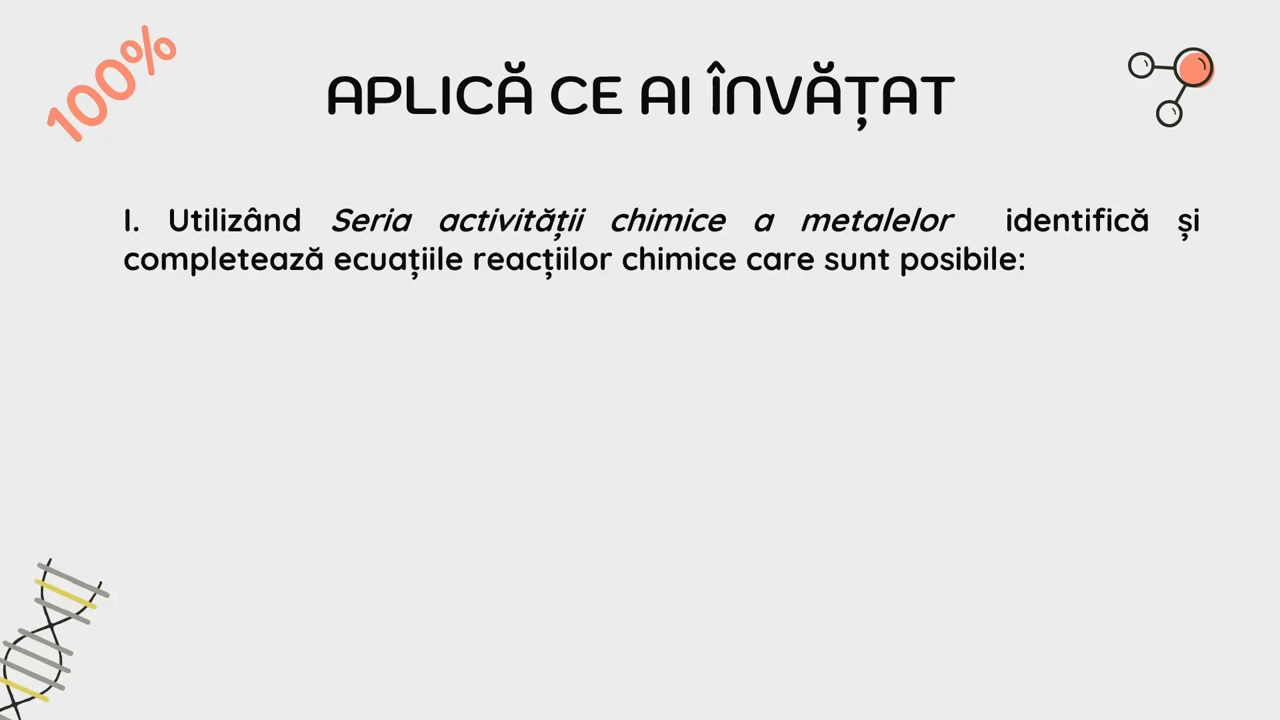 100%
APLICĂ CE AI ÎNVĂȚAT
I. Utilizând Seria activității chimice a metalelor identifică și
completează ecuațiile reacțiilor chimice care sunt posibile: